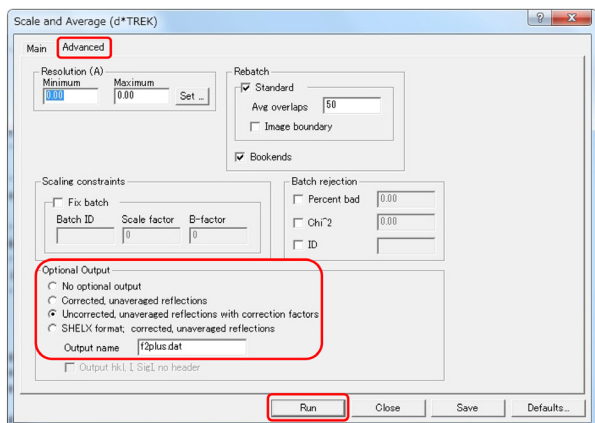 Scale and Average (d*TREK)
Main Advanced
Resolution (A)
Minimum Maximum
0.00 0.00 Set ...
Rebatch
Standard
Avg overlaps 50
Image boundary
Bookends
Scaling constraints
Fix batch
Batch ID Scale factor B-factor
0 0
Batch rejection
Percent bad 0.00
Chi^2 0.00
ID
Optional Output
No optional output
Corrected, unaveraged reflections
Uncorrected, unaveraged reflections with correction factors
SHELX format; corrected, unaveraged reflections
Output name f2plus.dat
Output hkl, I SigI, no header
Run Close Save Defaults...